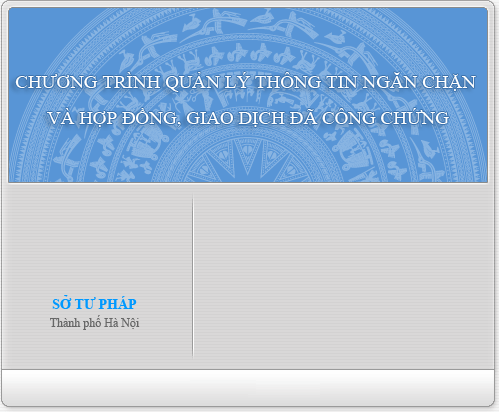 CHƯƠNG TRÌNH QUẢN LÝ THÔNG TIN NGĂN CHẶN
VÀ HỢP ĐỒNG, GIAO DỊCH ĐÃ CÔNG CHỨNG
SỞ TƯ PHÁP
Thành phố Hà Nội